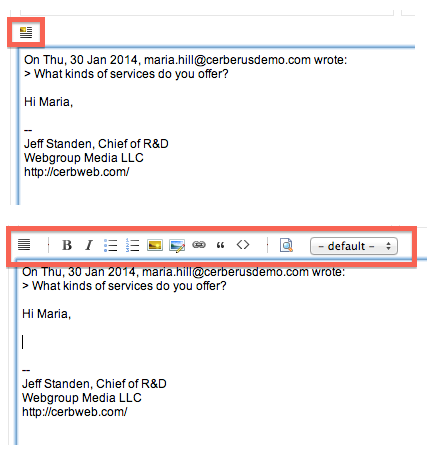 On Thu, 30 Jan 2014, maria.hill@cerberusdemo.com wrote:
> What kinds of services do you offer?
Hi Maria,
--
Jeff Standen, Chief of R&D
Webgroup Media LLC
http://cerbweb.com/
B I “ <> - default -
On Thu, 30 Jan 2014, maria.hill@cerberusdemo.com wrote:
> What kinds of services do you offer?
Hi Maria,
--
Jeff Standen, Chief of R&D
Webgroup Media LLC
http://cerbweb.com/